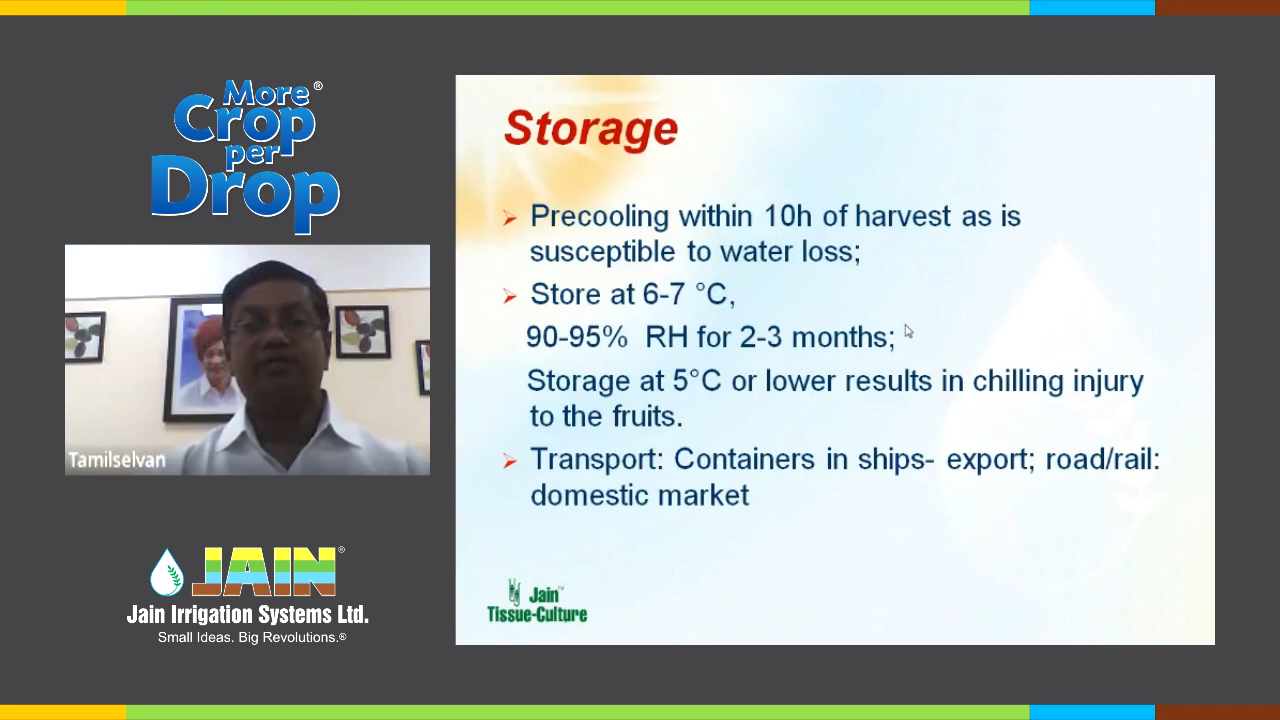 More®
Crop
per
Drop
Tamilselvan
JAIN®
Jain Irrigation Systems Ltd.
Small Ideas. Big Revolutions.®
Storage
Precooling within 10h of harvest as is
susceptible to water loss;
Store at 6-7 °C,
90-95% RH for 2-3 months;
Storage at 5°C or lower results in chilling injury
to the fruits.
Transport: Containers in ships- export; road/rail:
domestic market
Jain™
Tissue-Culture